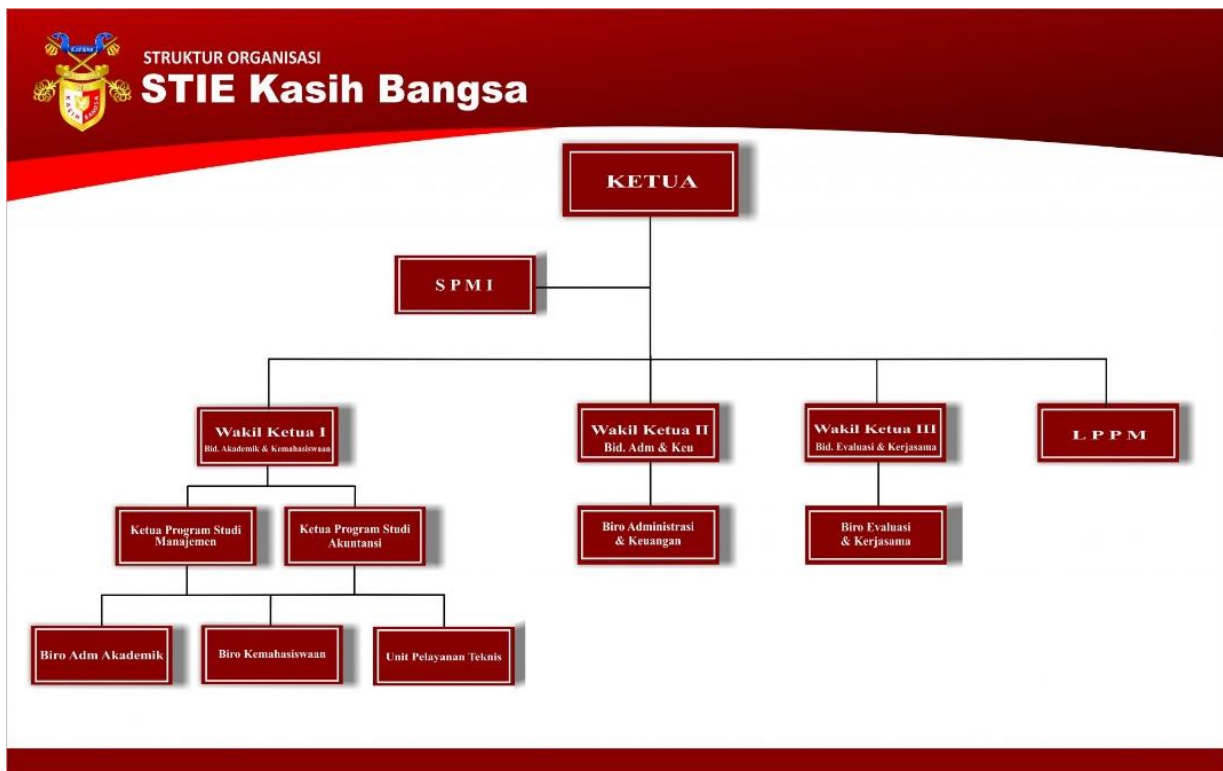 STRUKTUR ORGANISASI
STIE Kasih Bangsa
KASIH BANGSA
KETUA
SPMI
Wakil Ketua I
Bid. Akademik & Kemahasiswaan
Wakil Ketua II
Bid. Adm & Keu
Wakil Ketua III
Bid. Evaluasi & Kerjasama
LPPM
Ketua Program Studi
Manajemen
Ketua Program Studi
Akuntansi
Biro Administrasi
& Keuangan
Biro Evaluasi
& Kerjasama
Biro Adm Akademik
Biro Kemahasiswaan
Unit Pelayanan Teknis